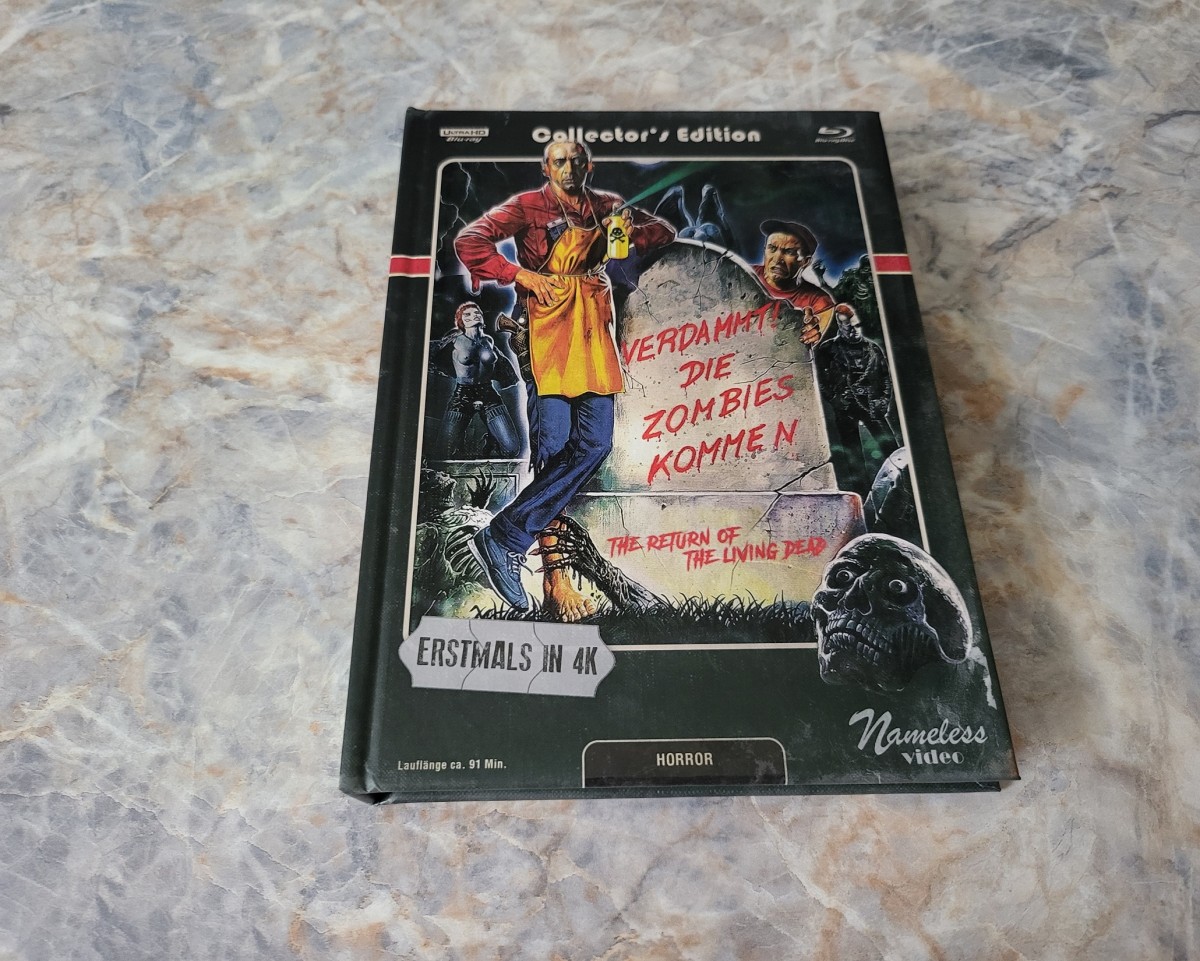 ULTRA HD
Blu-ray
Collector's Edition
Blu-ray Disc
VERDAMMT!
DIE
ZOMBIES
KOMMEN
THE RETURN OF
THE LIVING DEAD
ERSTMALS IN 4K
Nameless
video
HORROR
Lauflänge ca. 91 Min.